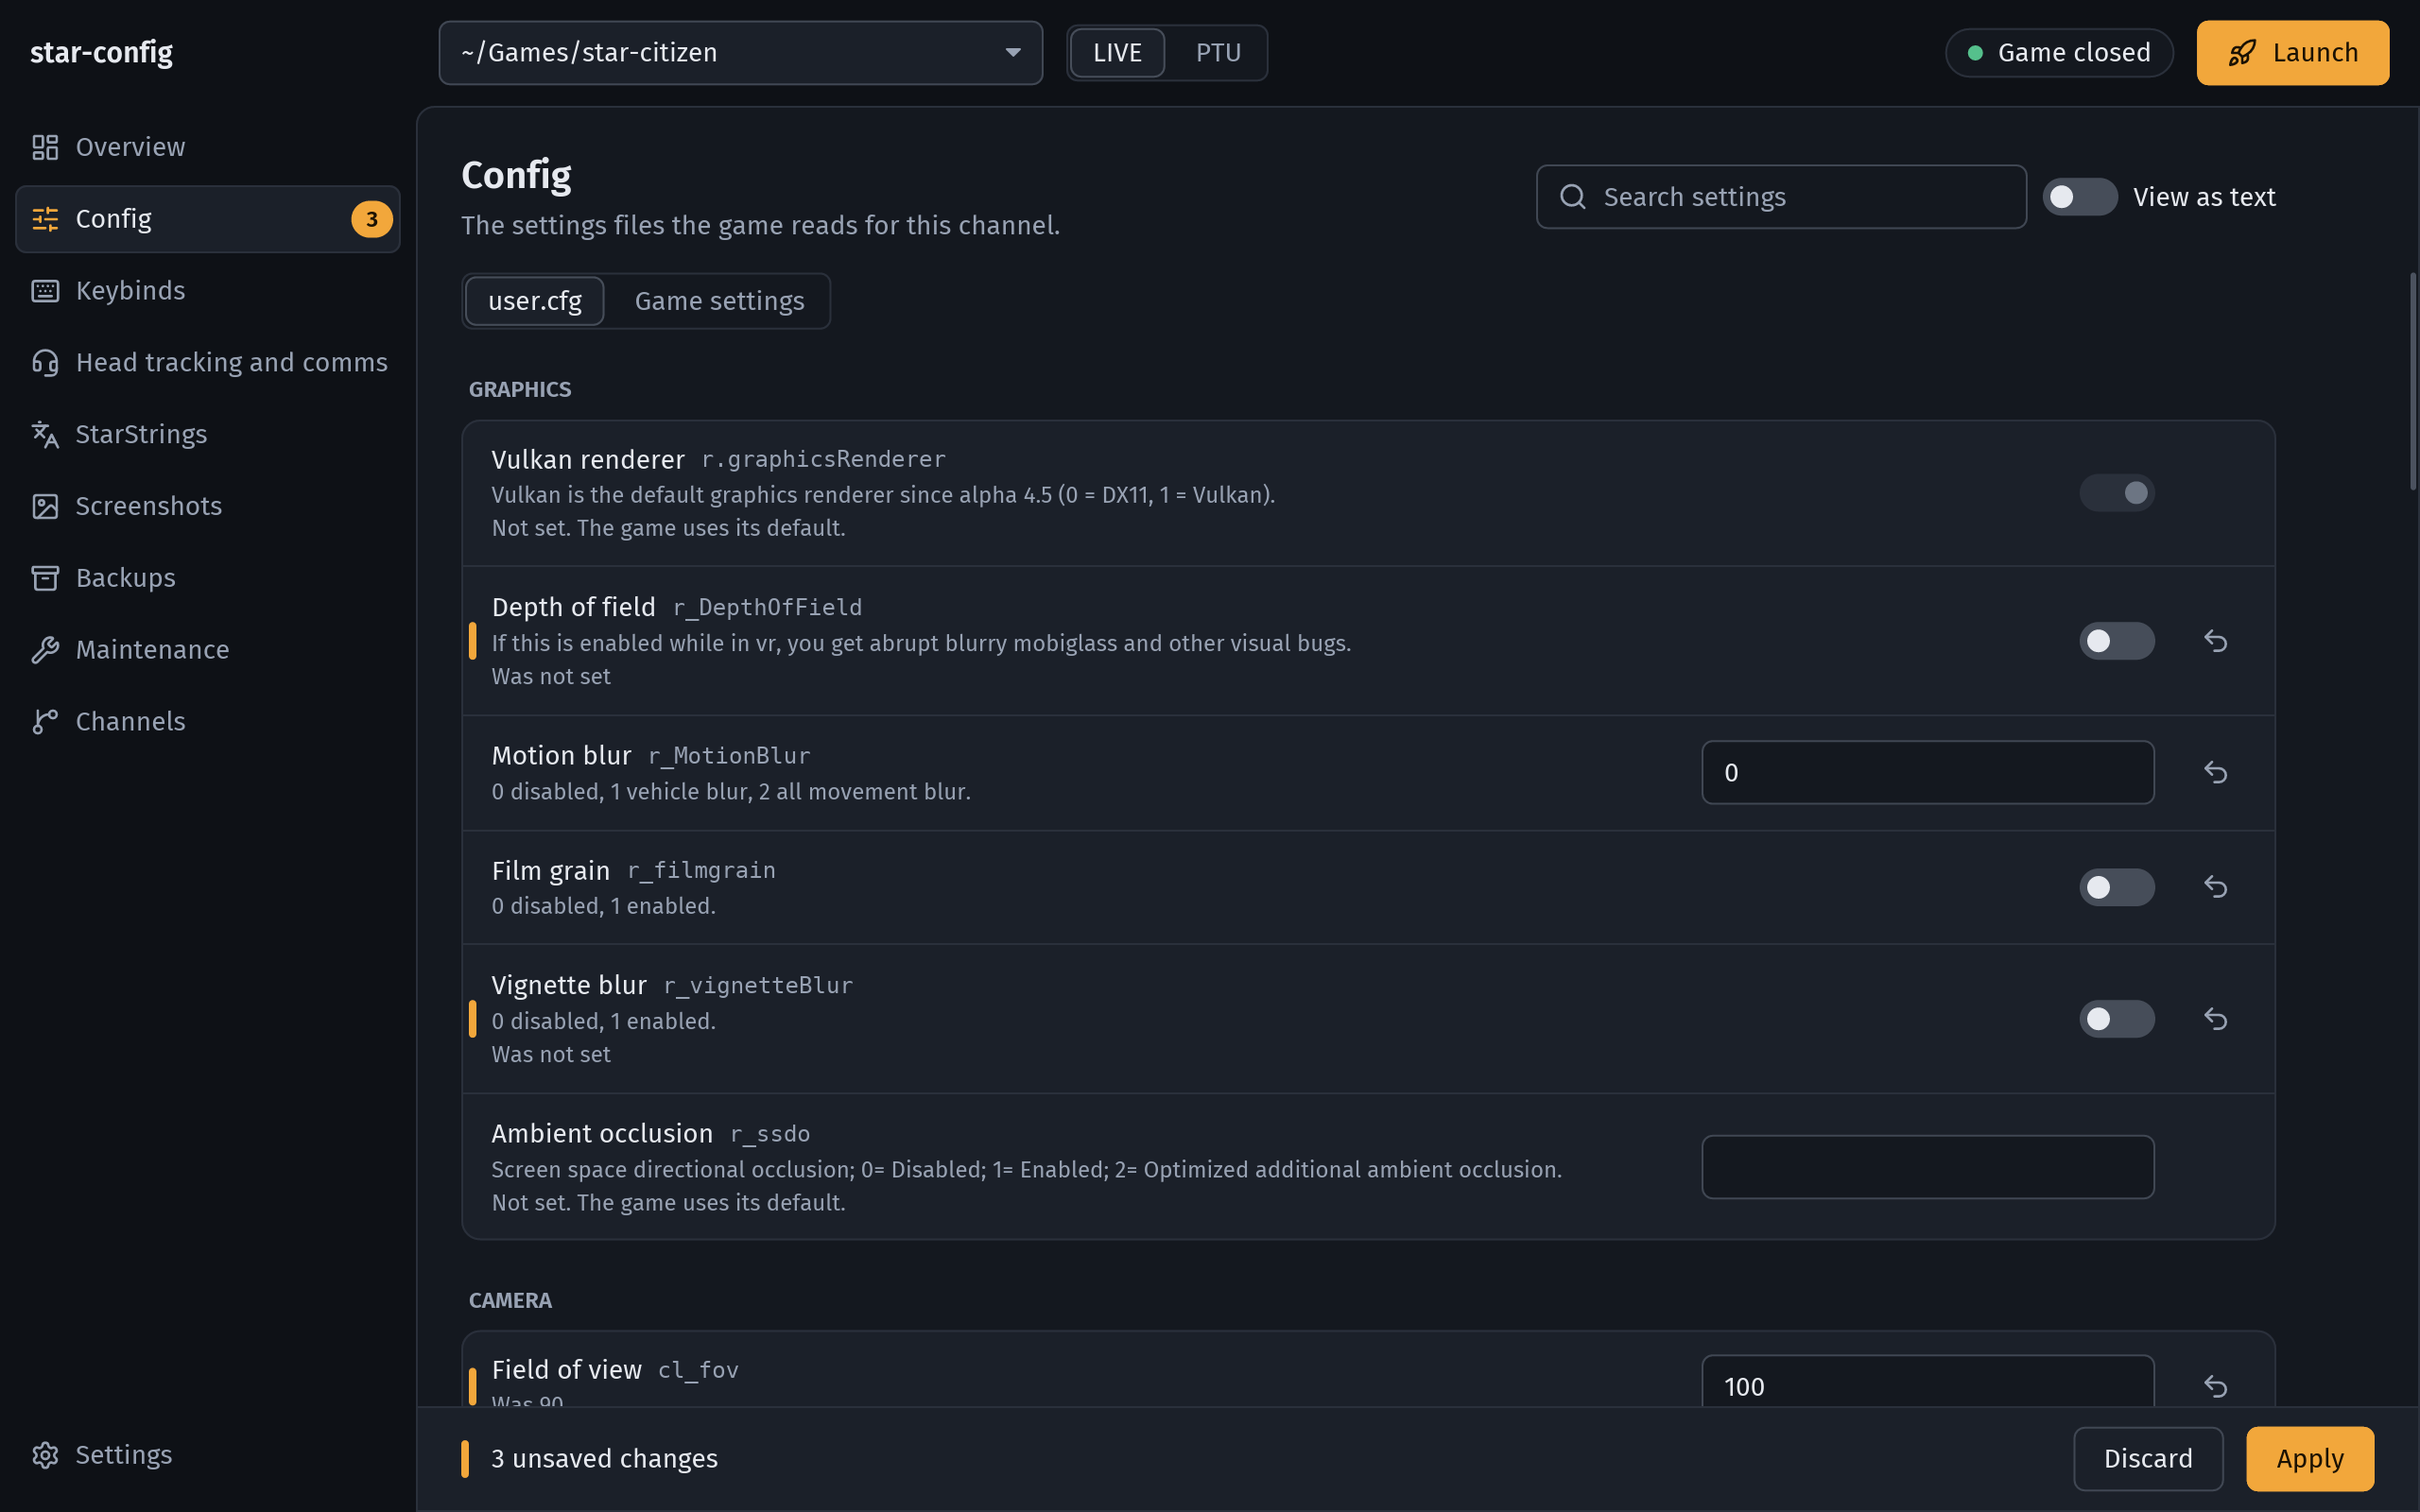 star-config
~/Games/star-citizen
LIVE
PTU
Game closed
Launch
Overview
Config
3
Keybinds
Head tracking and comms
StarStrings
Screenshots
Backups
Maintenance
Channels
Settings
Config
The settings files the game reads for this channel.
Search settings
View as text
user.cfg
Game settings
GRAPHICS
Vulkan renderer r.graphicsRenderer
Vulkan is the default graphics renderer since alpha 4.5 (0 = DX11, 1 = Vulkan).
Not set. The game uses its default.
Depth of field r_DepthOfField
If this is enabled while in vr, you get abrupt blurry mobiglass and other visual bugs.
Was not set
Motion blur r_MotionBlur
0 disabled, 1 vehicle blur, 2 all movement blur.
0
Film grain r_filmgrain
0 disabled, 1 enabled.
Vignette blur r_vignetteBlur
0 disabled, 1 enabled.
Was not set
Ambient occlusion r_ssdo
Screen space directional occlusion; 0= Disabled; 1= Enabled; 2= Optimized additional ambient occlusion.
Not set. The game uses its default.
CAMERA
Field of view cl_fov
Was 90
100
3 unsaved changes
Discard
Apply